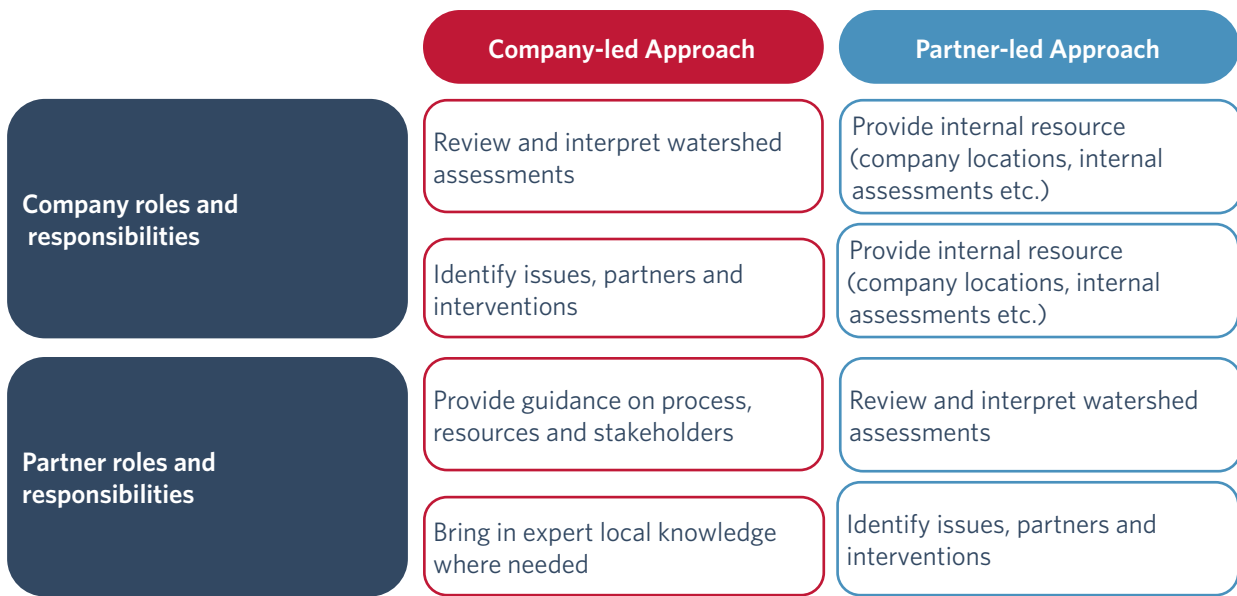 Company-led Approach
Partner-led Approach
Company roles and
responsibilities
Review and interpret watershed
assessments
Provide internal resource
(company locations, internal
assessments etc.)
Identify issues, partners and
interventions
Provide internal resource
(company locations, internal
assessments etc.)
Partner roles and
responsibilities
Provide guidance on process,
resources and stakeholders
Review and interpret watershed
assessments
Bring in expert local knowledge
where needed
Identify issues, partners and
interventions